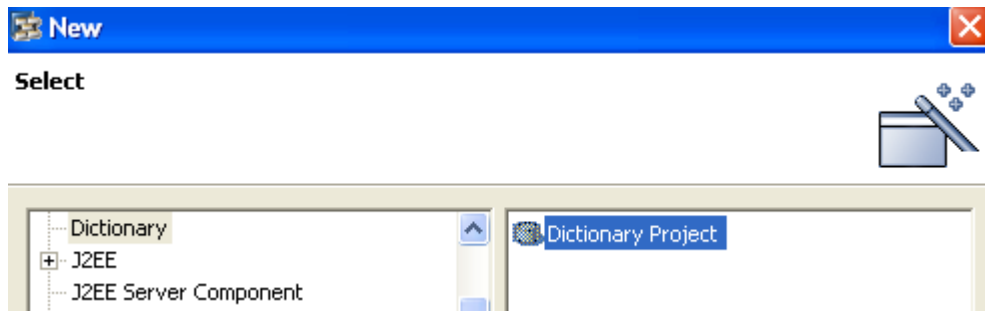 New
Select
Dictionary
Dictionary Project
J2EE
J2EE Server Component